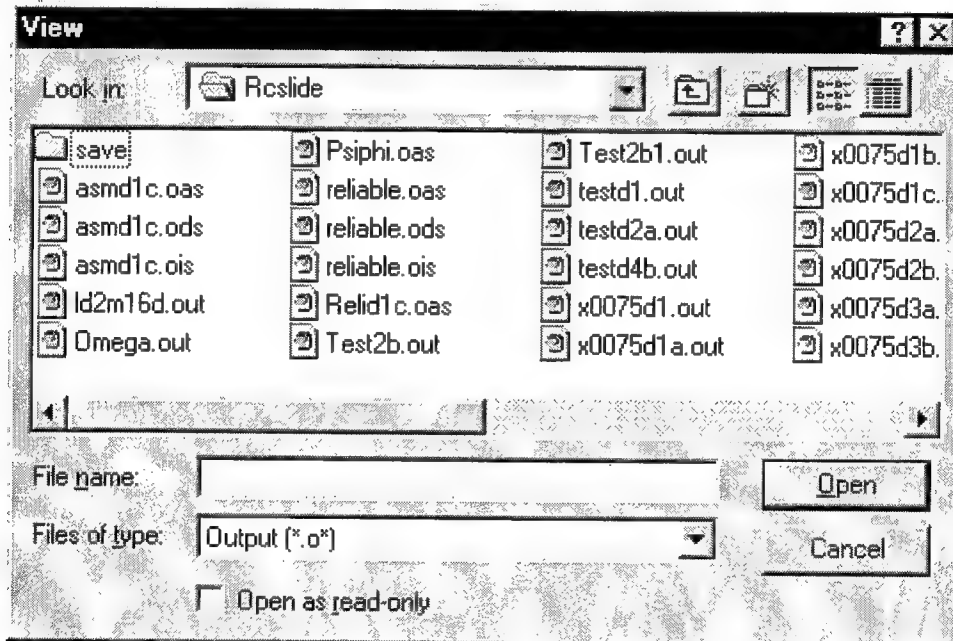 View
Look in:
Rcslide
save
asmd1c.oas
asmd1c.ods
asmd1c.ois
ld2m16d.out
Omega.out
Psiphi.oas
reliable.oas
reliable.ods
reliable.ois
Relid1c.oas
Test2b.out
Test2b1.out
testd1.out
testd2a.out
testd4b.out
x0075d1.out
x0075d1a.out
x0075d1b.
x0075d1c.
x0075d2a.
x0075d2b.
x0075d3a.
x0075d3b.
File name:
Open
Files of type:
Output (*.o*)
Cancel
Open as read-only